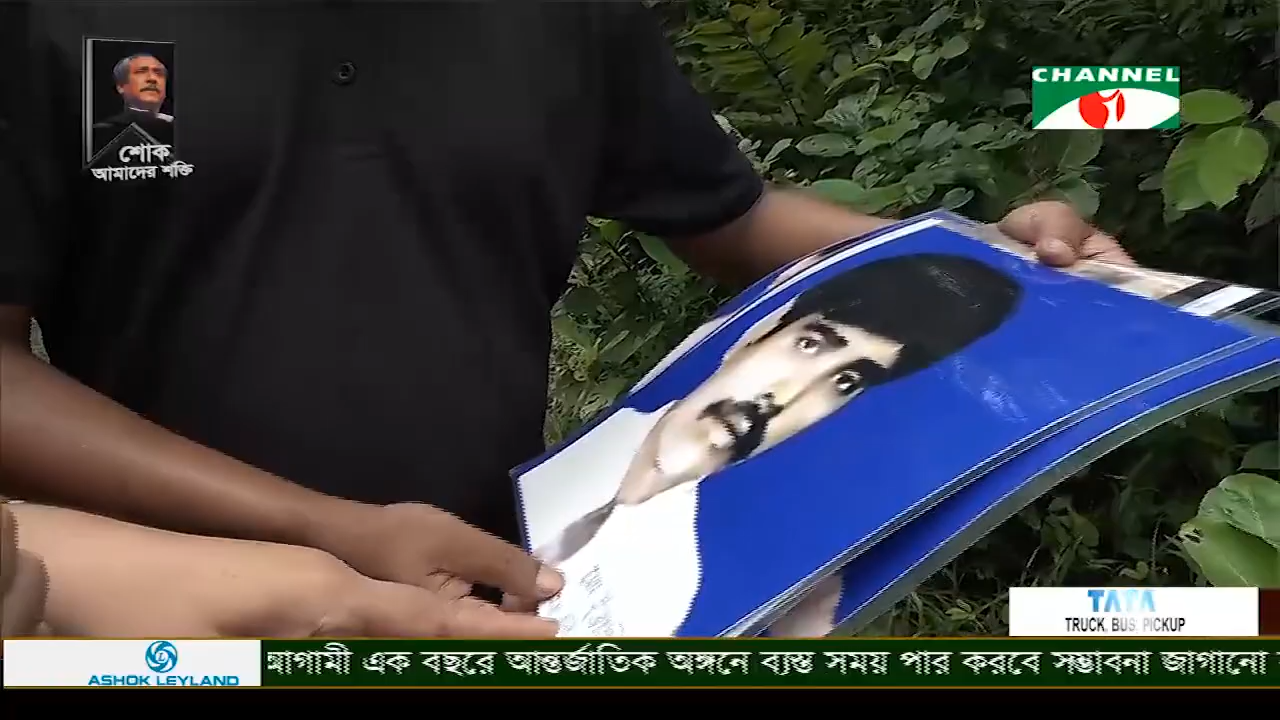 শোক
আমাদের শক্তি
CHANNEL
TATA
TRUCK, BUS, PICKUP
ASHOK LEYLAND
আগামী এক বছরে আন্তর্জাতিক অঙ্গনে ব্যস্ত সময় পার করবে সম্ভাবনা জাগানো